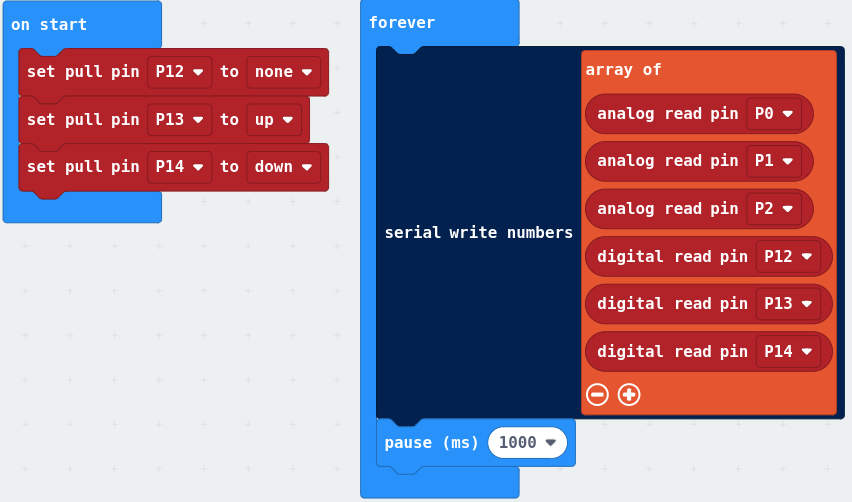 on start
set pull pin P12 to none
set pull pin P13 to up
set pull pin P14 to down
forever
serial write numbers
array of
analog read pin P0
analog read pin P1
analog read pin P2
digital read pin P12
digital read pin P13
digital read pin P14
pause (ms) 1000